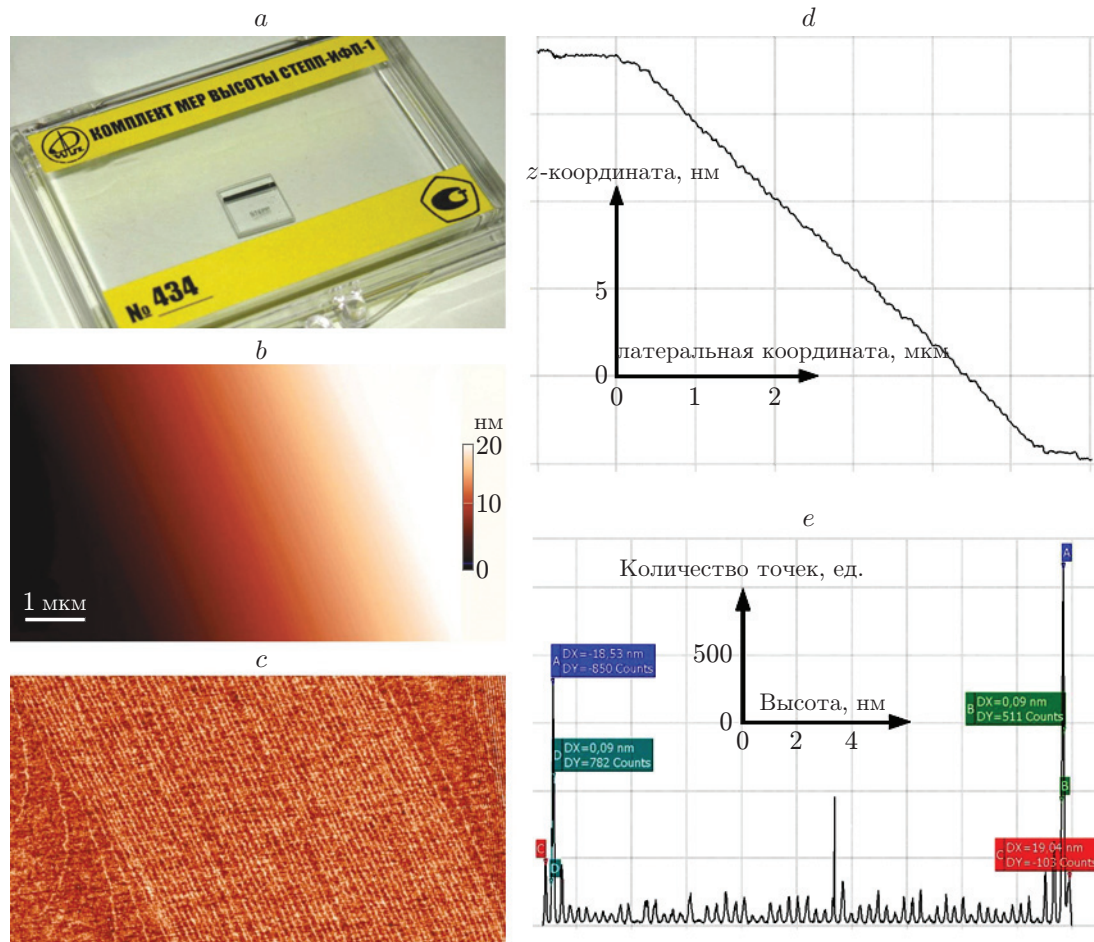 a
КОМПЛЕКТ МЕР ВЫСОТЫ СТЕПП-ИФП-1
№ 434
b
нм
20
10
0
1 мкм
c
d
z-координата, нм
5
латеральная координата, мкм
0
0 1 2
e
Количество точек, ед.
A
A DX=-18,53 nm
DY=-850 Counts
500
B DX=0,09 nm
DY=511 Counts
Высота, нм
0
0 2 4
D DX=0,09 nm
DY=782 Counts
B
C
D
C DX=19,04 nm
DY=-103 Counts